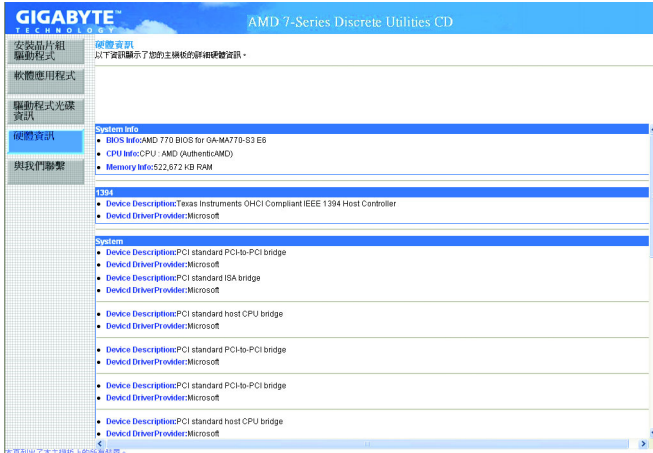 GIGABYTE™
TECHNOLOGY
AMD 7-Series Discrete Utilities CD
安裝晶片組
驅動程式
硬體資訊
以下資訊顯示了您的主機板的詳細硬體資訊。
軟體應用程式
驅動程式光碟
資訊
硬體資訊
與我們聯繫
System Info
• BIOS Info:AMD 770 BIOS for GA-MA770-S3 E6
• CPU Info:CPU : AMD (AuthenticAMD)
• Memory Info:522,672 KB RAM
1394
• Device Description:Texas Instruments OHCI Compliant IEEE 1394 Host Controller
• Devicd DriverProvider:Microsoft
System
• Device Description:PCI standard PCI-to-PCI bridge
• Devicd DriverProvider:Microsoft
• Device Description:PCI standard ISA bridge
• Devicd DriverProvider:Microsoft
• Device Description:PCI standard host CPU bridge
• Devicd DriverProvider:Microsoft
• Device Description:PCI standard PCI-to-PCI bridge
• Devicd DriverProvider:Microsoft
• Device Description:PCI standard PCI-to-PCI bridge
• Devicd DriverProvider:Microsoft
• Device Description:PCI standard host CPU bridge
• Devicd DriverProvider:Microsoft